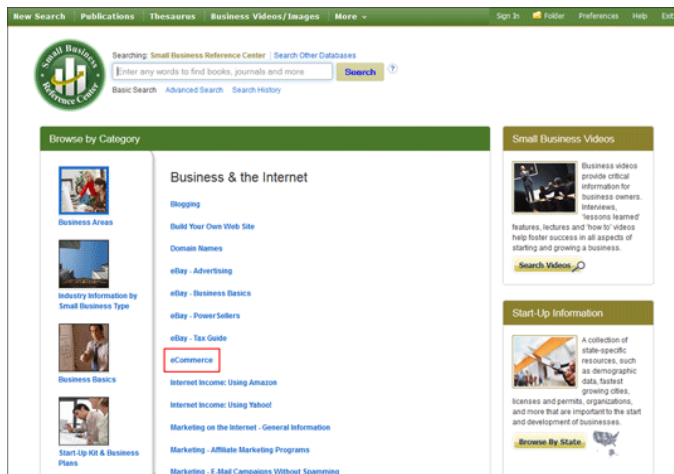 New Search Publications Thesaurus Business Videos/Images More
Sign In Folder Preferences Help Exit
Small Business Reference Center
Searching: Small Business Reference Center Search Other Databases
Enter any words to find books, journals and more Search ?
Basic Search Advanced Search Search History
Browse by Category
Business Areas
Industry Information by
Small Business Type
Business Basics
Start-Up Kit & Business
Plans
Business & the Internet
Blogging
Build Your Own Web Site
Domain Names
eBay - Advertising
eBay - Business Basics
eBay - PowerSellers
eBay - Tax Guide
eCommerce
Internet Income: Using Amazon
Internet Income: Using Yahoo!
Marketing on the Internet - General Information
Marketing - Affiliate Marketing Programs
Marketing - E-Mail Campaigns Without Spamming
Small Business Videos
Business videos
provide critical
information for
business owners.
Interviews,
'lessons learned'
features, lectures and 'how to' videos
help foster success in all aspects of
starting and growing a business.
Search Videos
Start-Up Information
A collection of
state-specific
resources, such
as demographic
data, fastest
growing cities,
licenses and permits, organizations,
and more that are important to the start
and development of businesses.
Browse By State